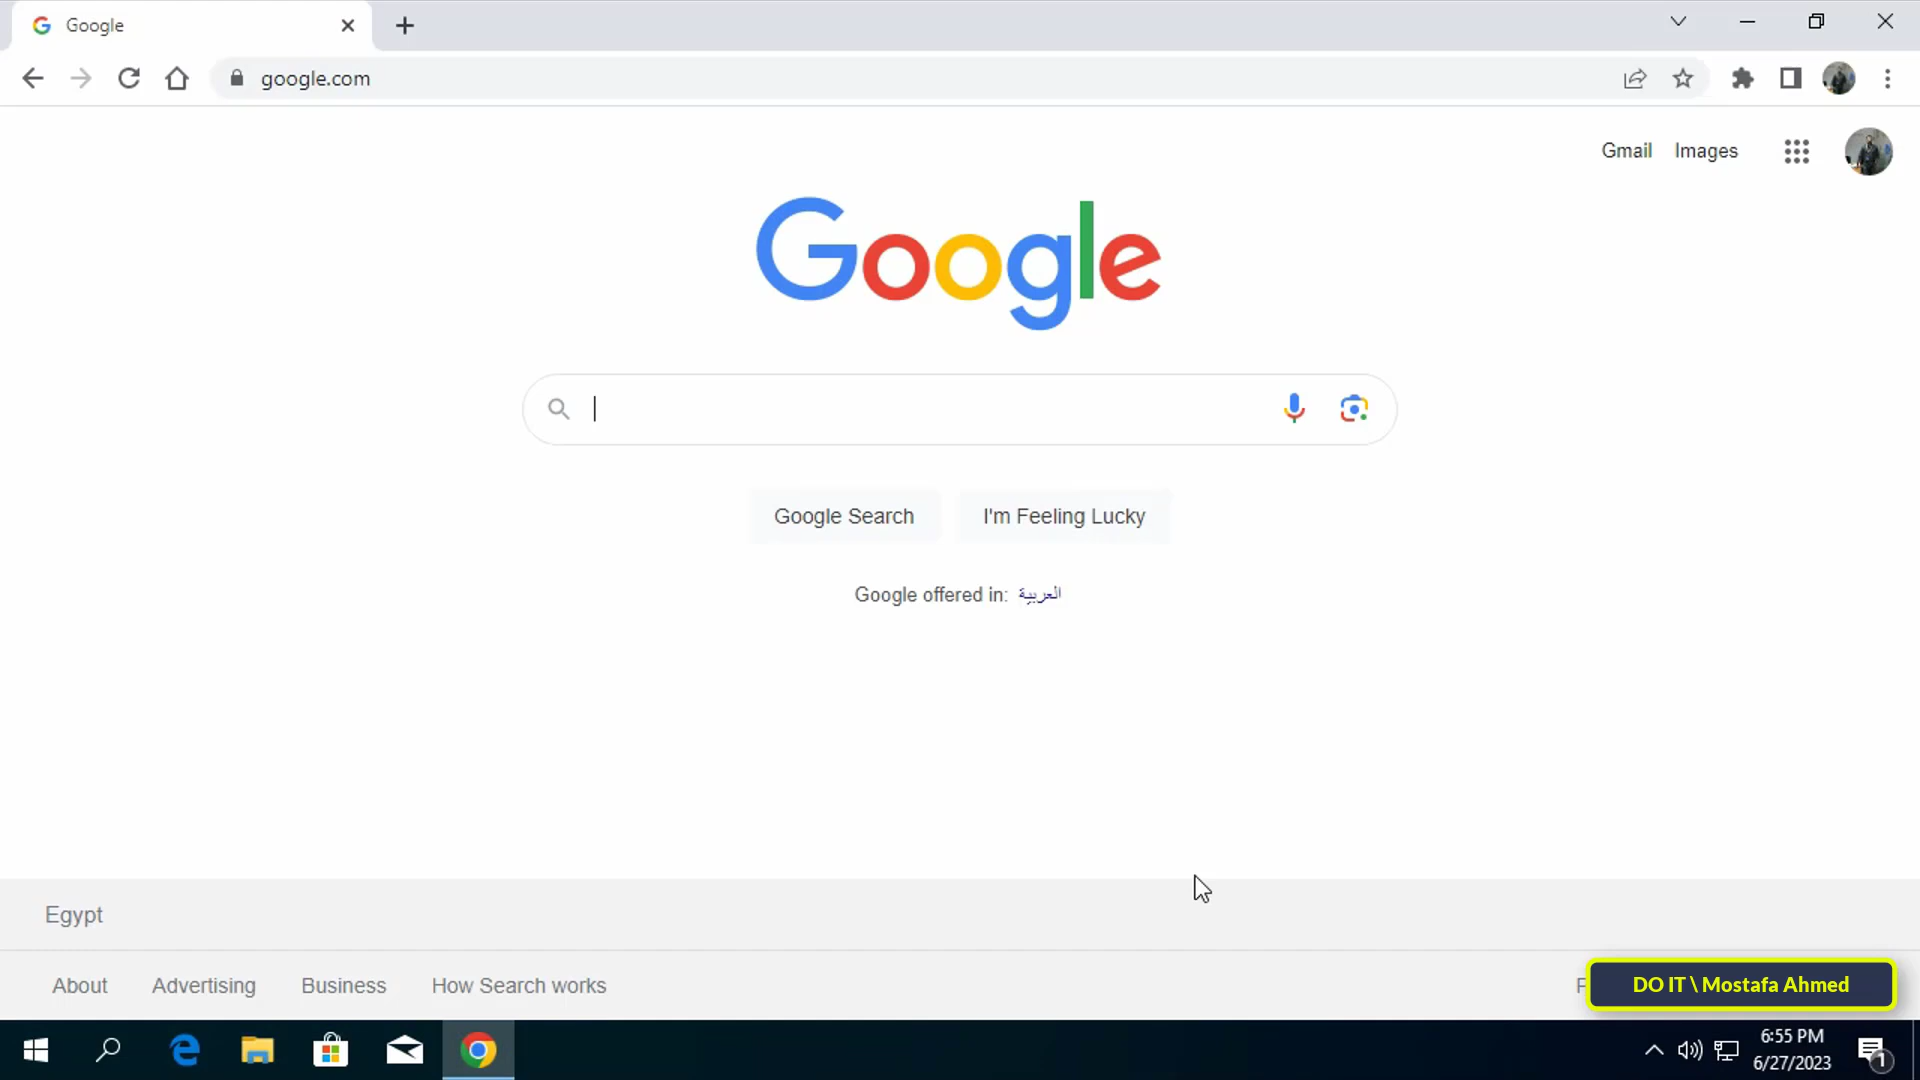 Google
google.com
Gmail Images
Google
Google Search I'm Feeling Lucky
Google offered in: العربية
Egypt
About Advertising Business How Search works
DO IT \ Mostafa Ahmed
6:55 PM
6/27/2023
1